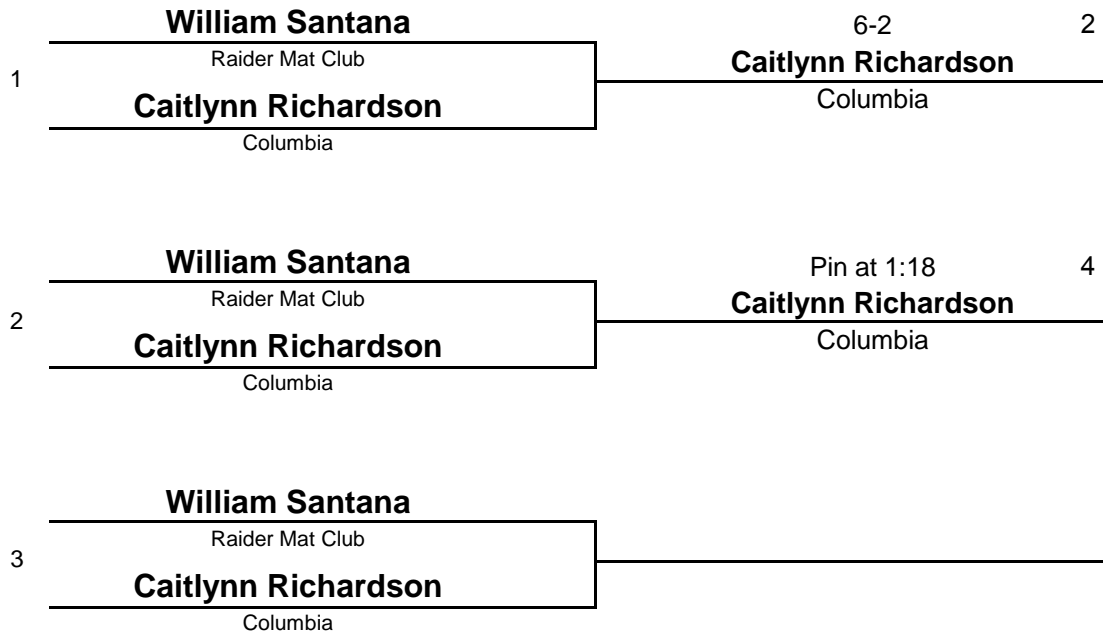 William Santana
6-2 2
Raider Mat Club
Caitlynn Richardson
1
Caitlynn Richardson
Columbia
Columbia
William Santana
Pin at 1:18 4
Raider Mat Club
Caitlynn Richardson
2
Caitlynn Richardson
Columbia
Columbia
William Santana
Raider Mat Club
3
Caitlynn Richardson
Columbia